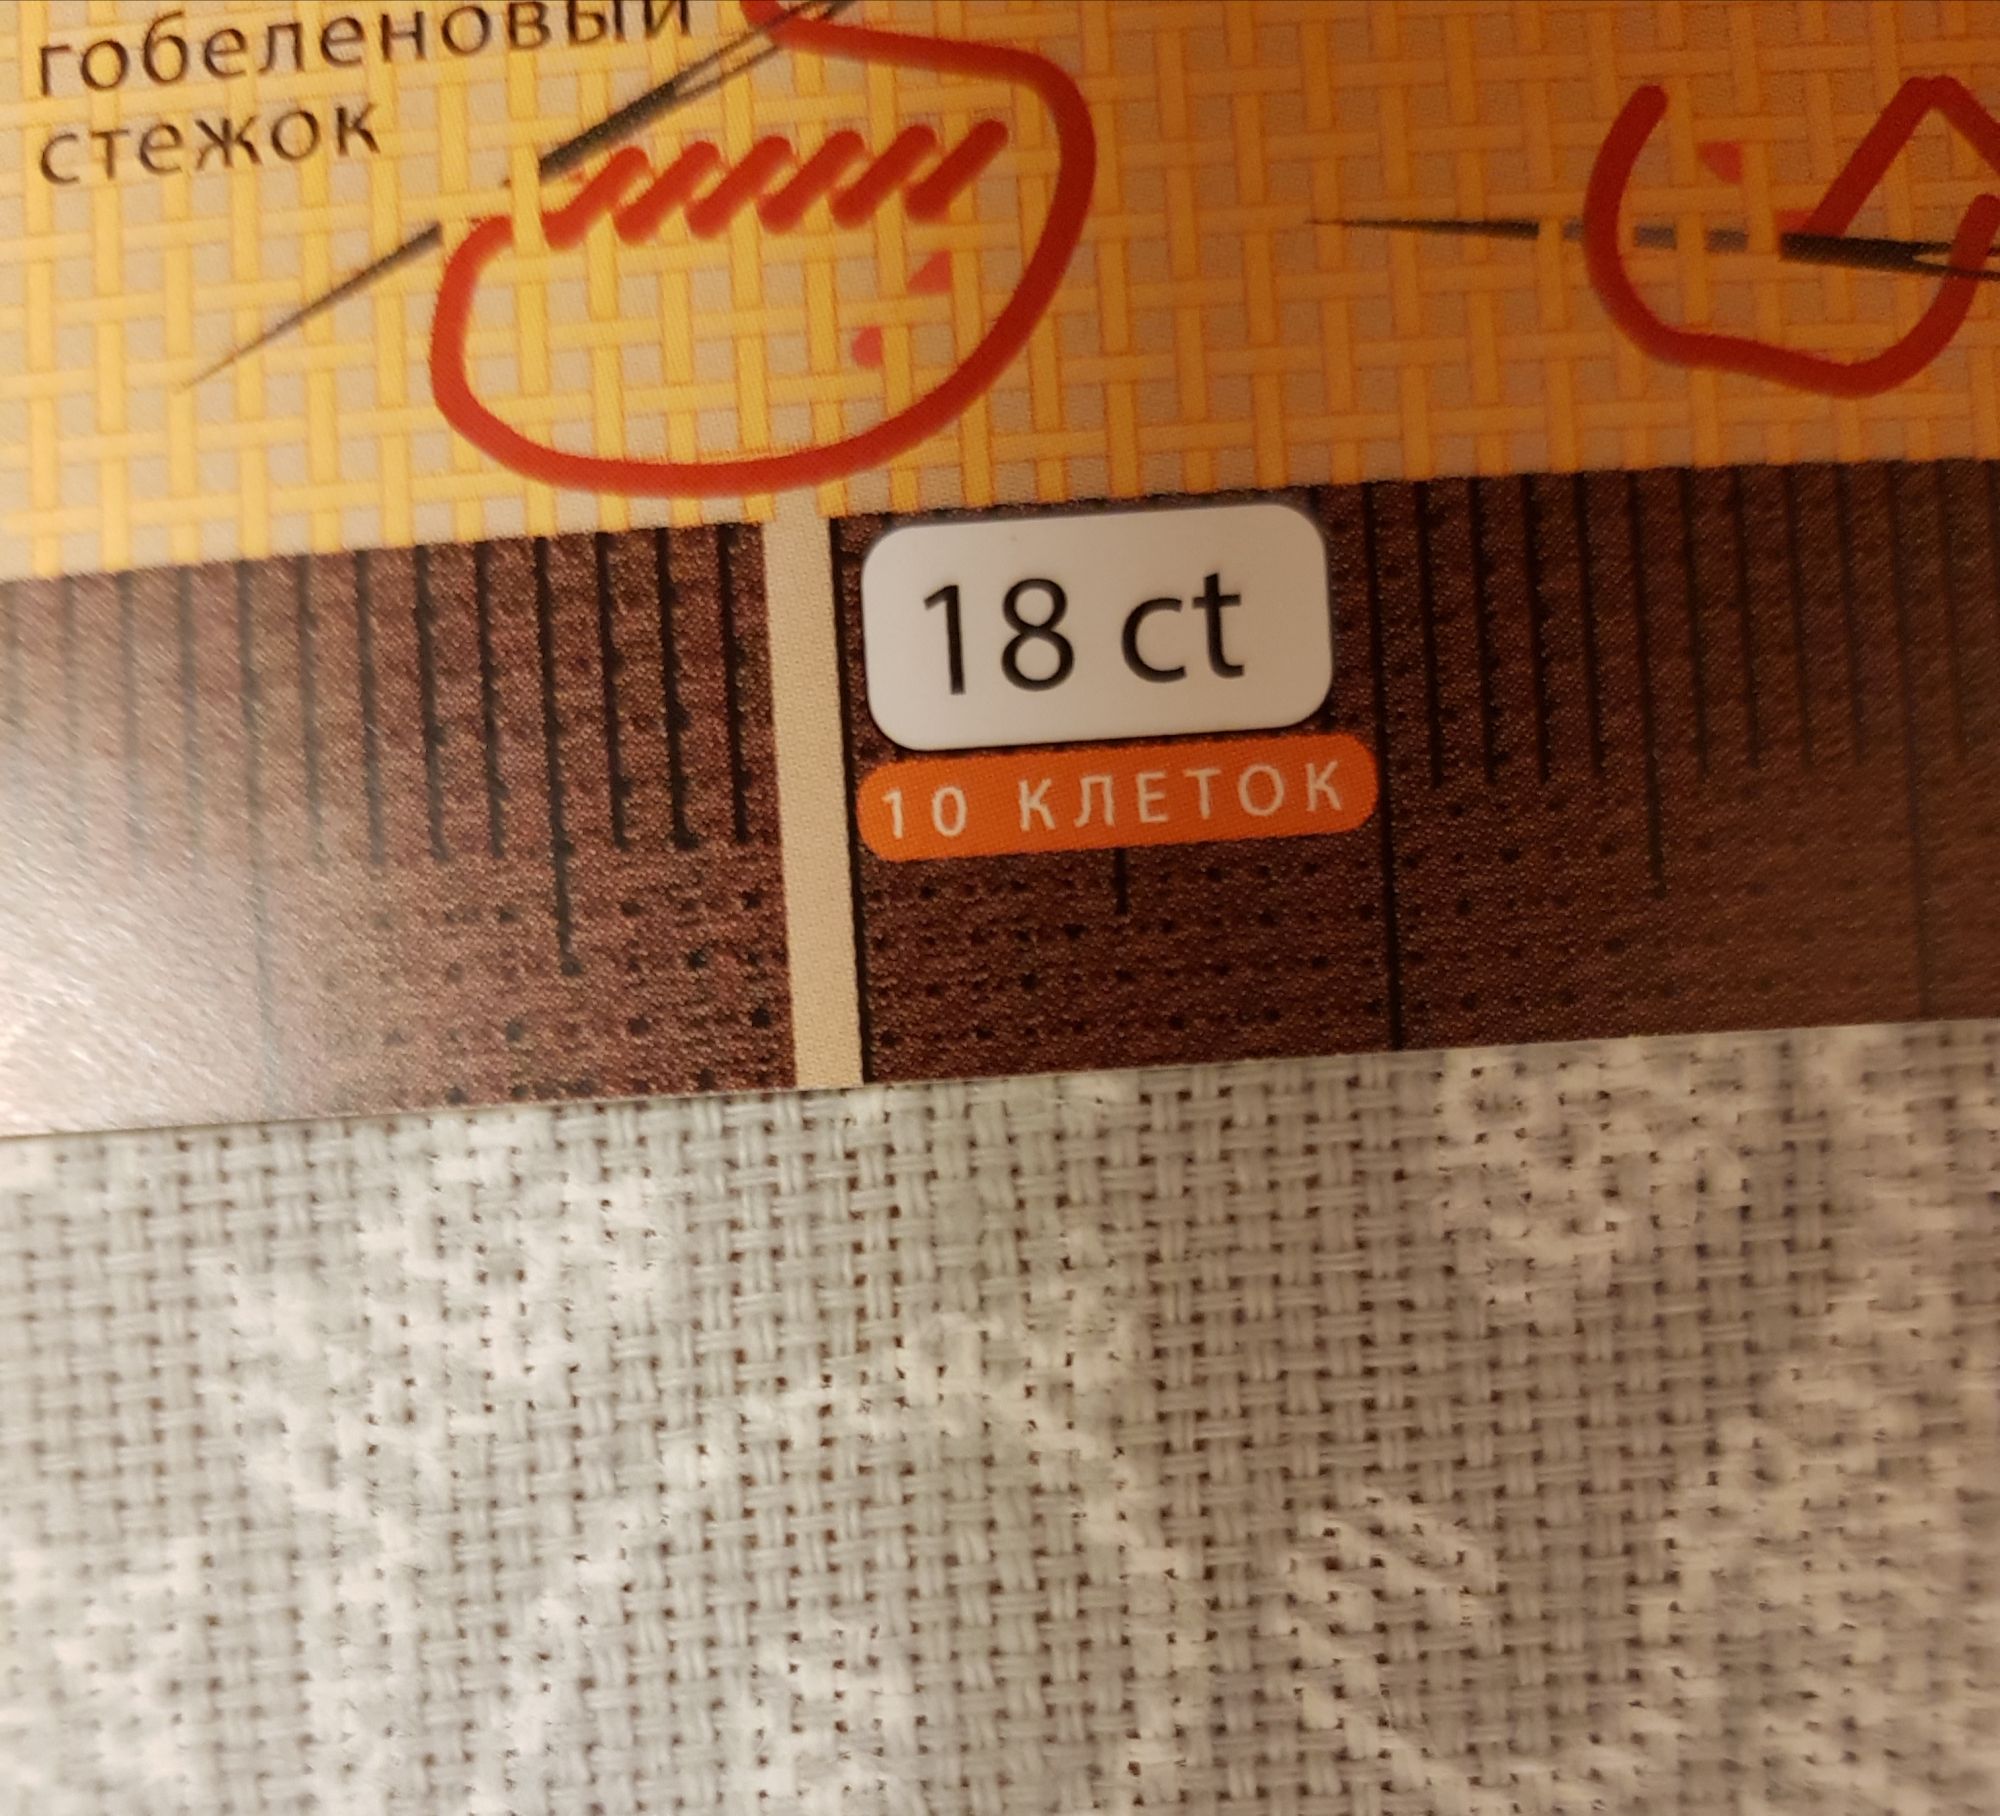 гобеленовый
стежок
18 ct
10 КЛЕТОК